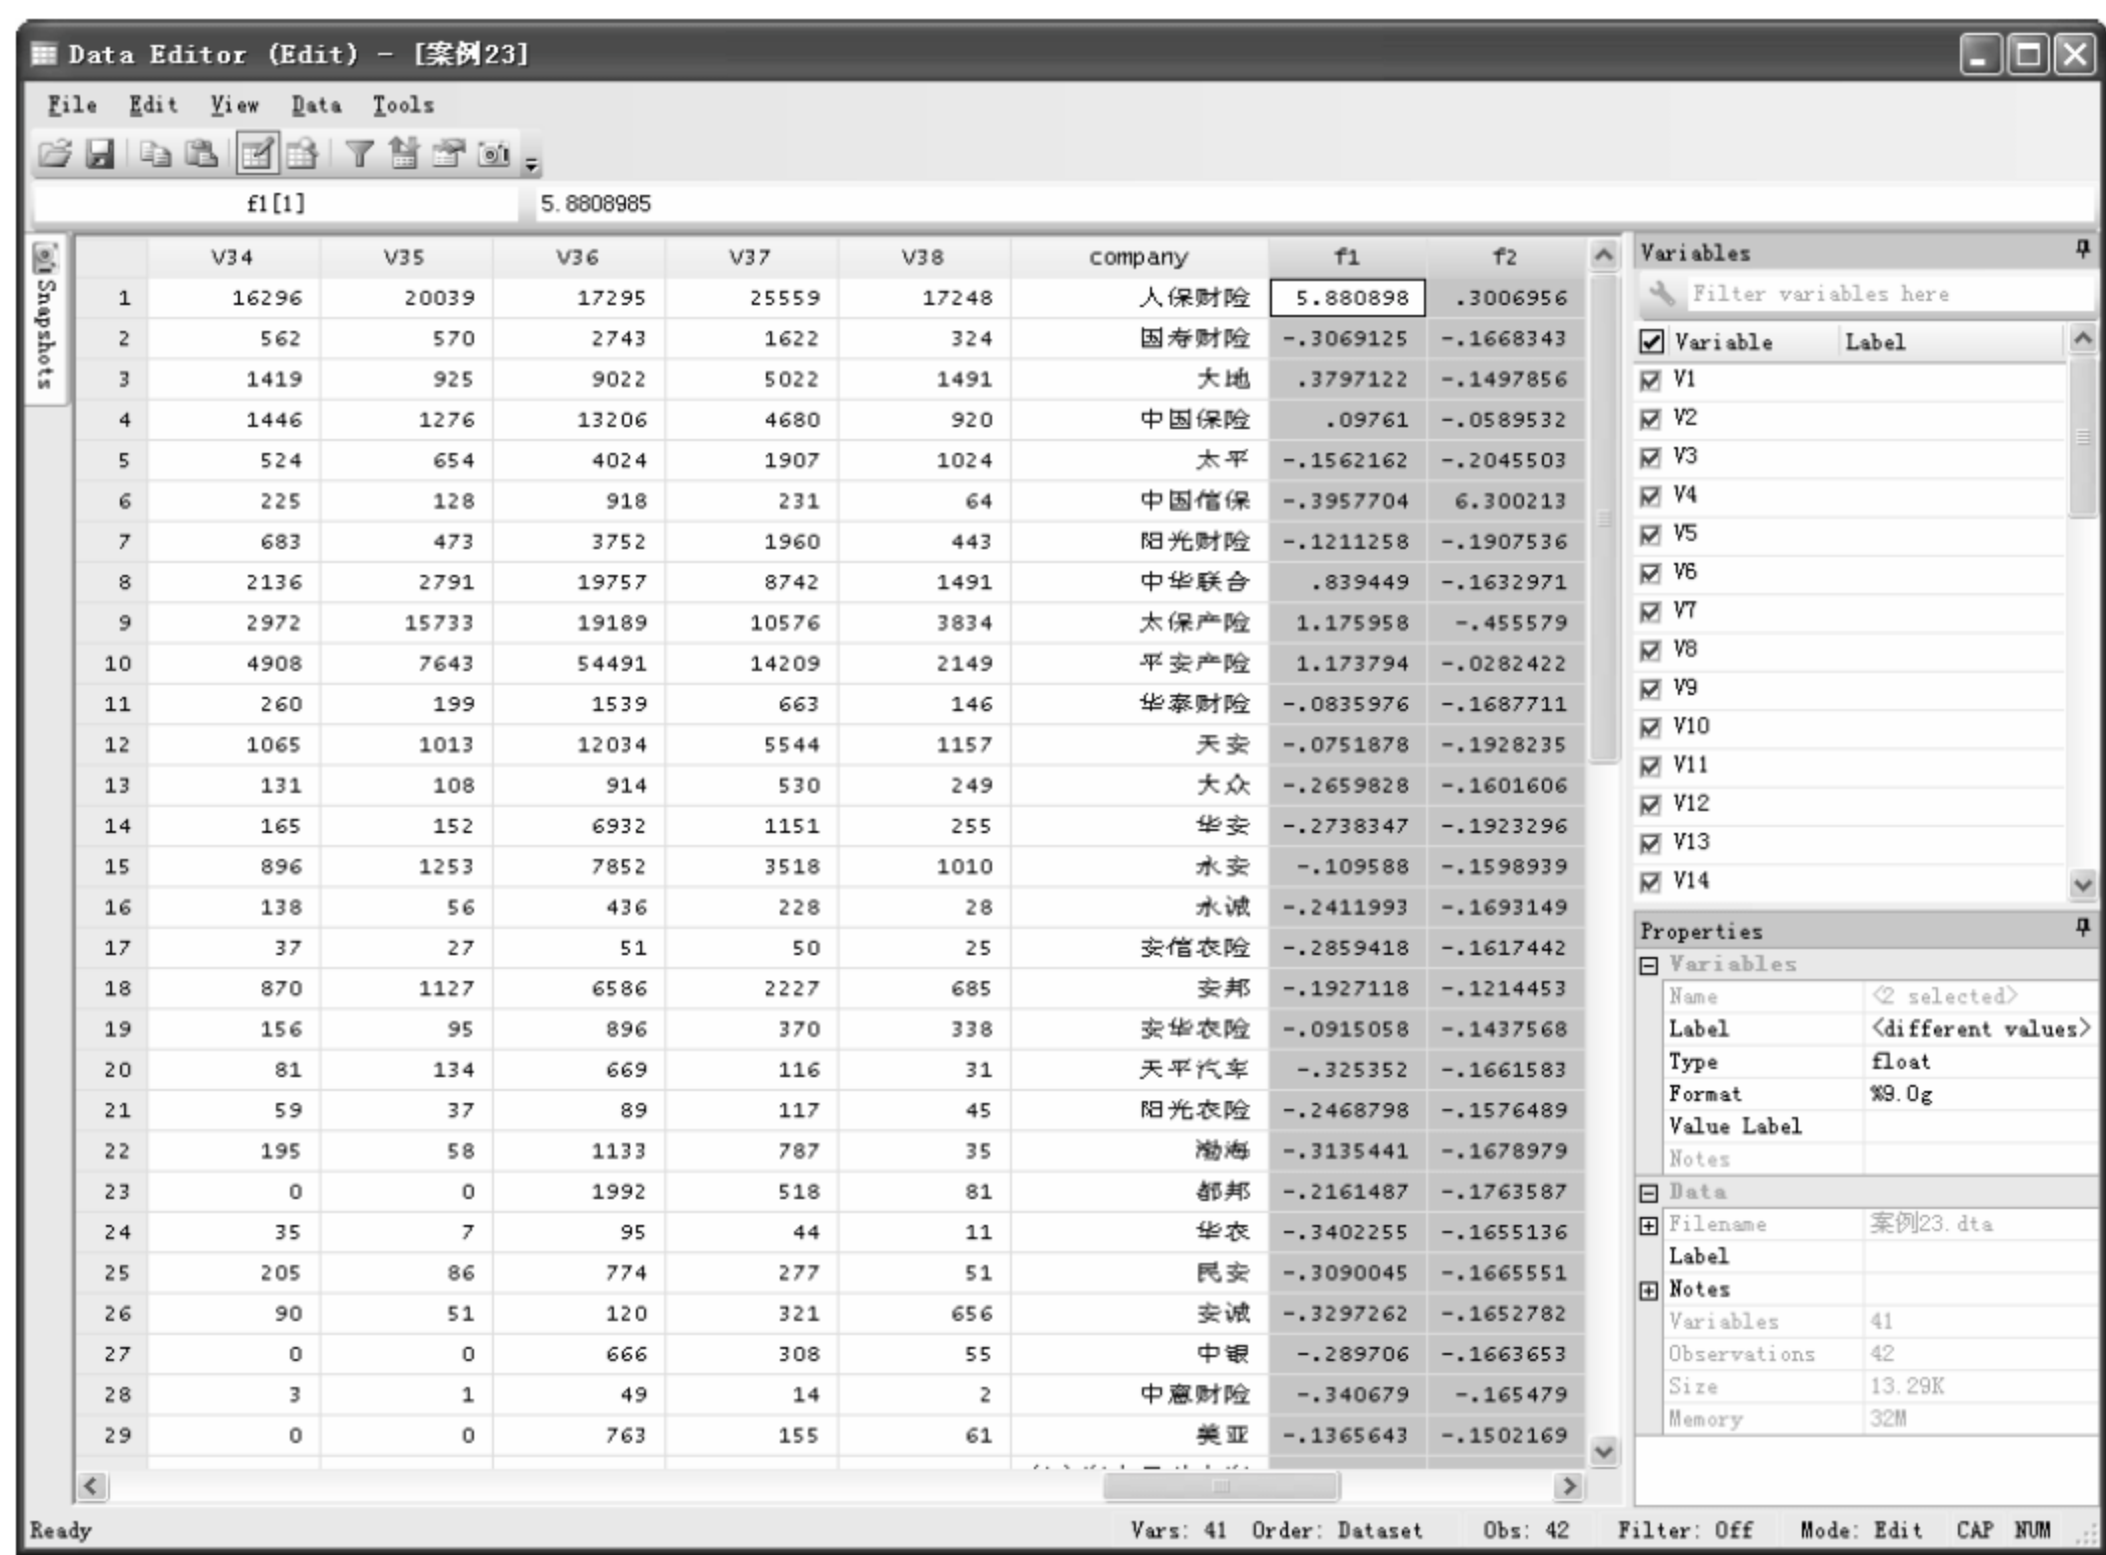 Data Editor (Edit) - [案例23]
File Edit View Data Tools
f1[1] 5.8808985
Snapshots
V34 V35 V36 V37 V38 company f1 f2
1 16296 20039 17295 25559 17248 人保财险 5.880898 .3006956
2 562 570 2743 1622 324 国寿财险 -.3069125 -.1668343
3 1419 925 9022 5022 1491 大地 .3797122 -.1497856
4 1446 1276 13206 4680 920 中国保险 .09761 -.0589532
5 524 654 4024 1907 1024 太平 -.1562162 -.2045503
6 225 128 918 231 64 中国信保 -.3957704 6.300213
7 683 473 3752 1960 443 阳光财险 -.1211258 -.1907536
8 2136 2791 19757 8742 1491 中华联合 .839449 -.1632971
9 2972 15733 19189 10576 3834 太保产险 1.175958 -.455579
10 4908 7643 54491 14209 2149 平安产险 1.173794 -.0282422
11 260 199 1539 663 146 华泰财险 -.0835976 -.1687711
12 1065 1013 12034 5544 1157 天安 -.0751878 -.1928235
13 131 108 914 530 249 大众 -.2659828 -.1601606
14 165 152 6932 1151 255 华安 -.2738347 -.1923296
15 896 1253 7852 3518 1010 永安 -.109588 -.1598939
16 138 56 436 228 28 永诚 -.2411993 -.1693149
17 37 27 51 50 25 安信农险 -.2859418 -.1617442
18 870 1127 6586 2227 685 安邦 -.1927118 -.1214453
19 156 95 896 370 338 安华农险 -.0915058 -.1437568
20 81 134 669 116 31 天平汽车 -.325352 -.1661583
21 59 37 89 117 45 阳光农险 -.2468798 -.1576489
22 195 58 1133 787 35 渤海 -.3135441 -.1678979
23 0 0 1992 518 81 都邦 -.2161487 -.1763587
24 35 7 95 44 11 华农 -.3402255 -.1655136
25 205 86 774 277 51 民安 -.3090045 -.1665551
26 90 51 120 321 656 安诚 -.3297262 -.1652782
27 0 0 666 308 55 中银 -.289706 -.1663653
28 3 1 49 14 2 中意财险 -.340679 -.165479
29 0 0 763 155 61 美亚 -.1365643 -.1502169
Variables
Filter variables here
Variable Label
V1
V2
V3
V4
V5
V6
V7
V8
V9
V10
V11
V12
V13
V14
Properties
Variables
Name <2 selected>
Label <different values>
Type float
Format %9.0g
Value Label
Notes
Data
Filename 案例23.dta
Label
Notes
Variables 41
Observations 42
Size 13.29K
Memory 32M
Ready Vars: 41 Order: Dataset Obs: 42 Filter: Off Mode: Edit CAP NUM